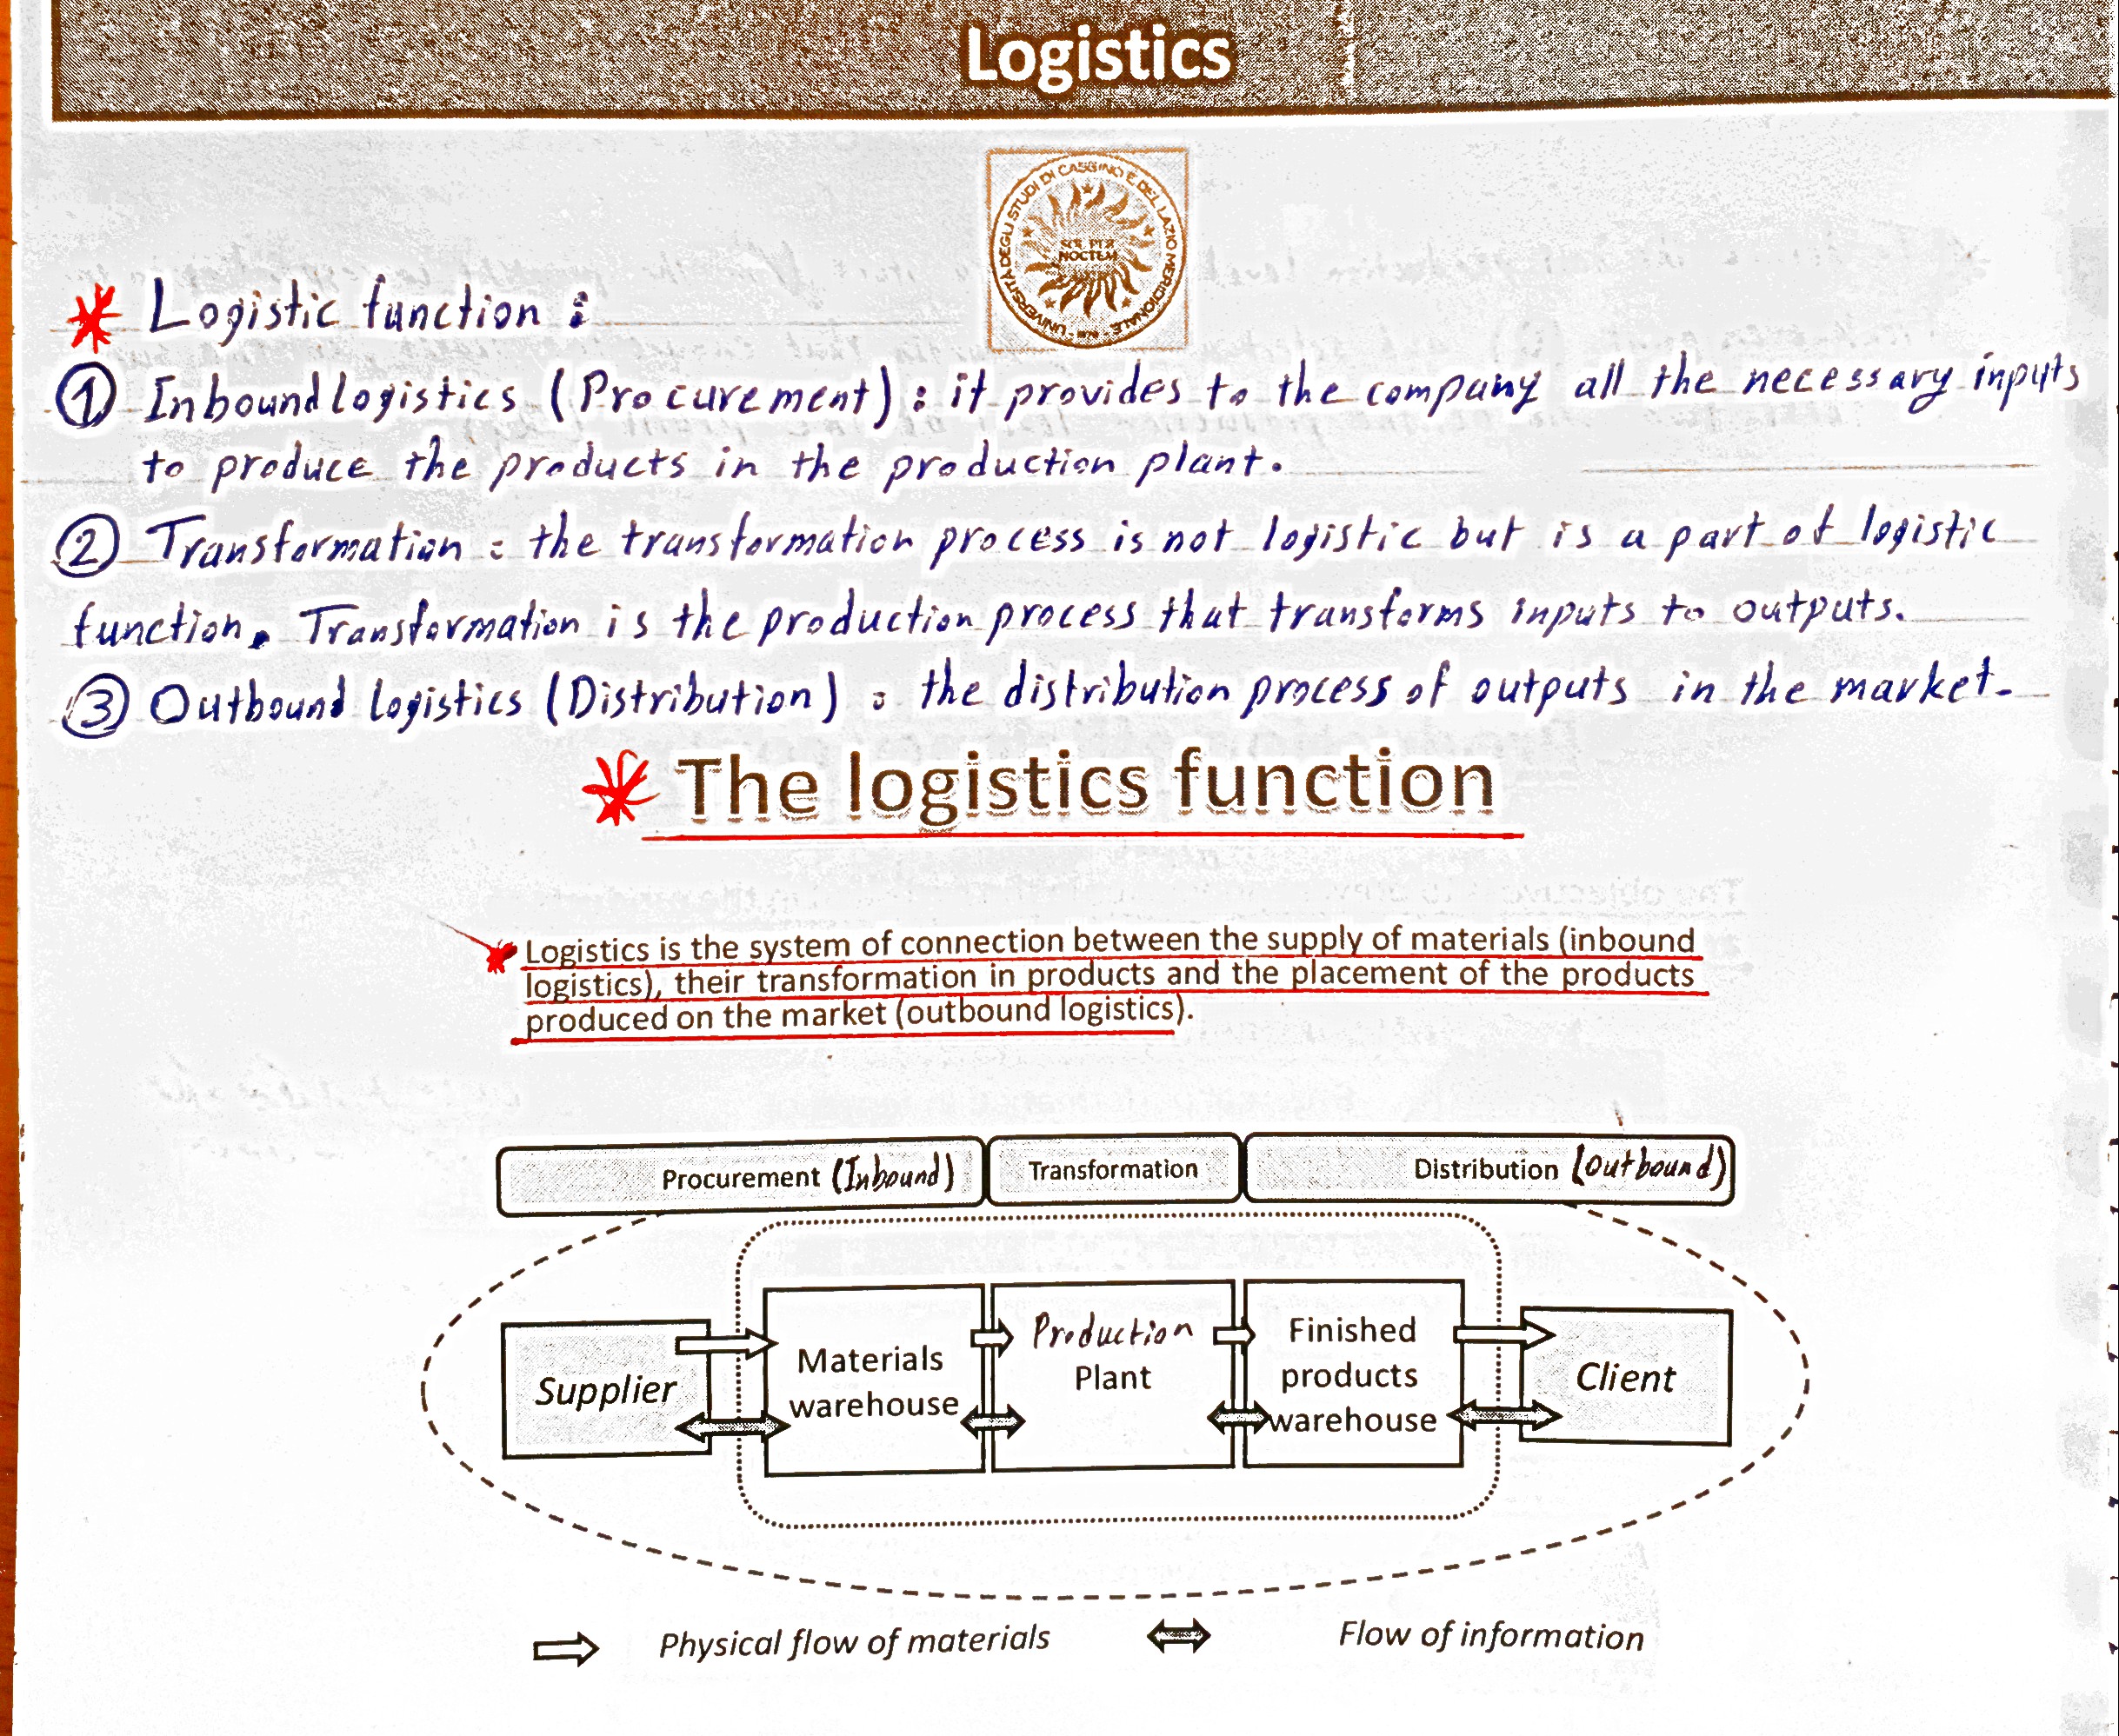 Logistics
UNIVERSITÀ DEGLI STUDI DI CASSINO E DEL LAZIO MERIDIONALE
SOL PER
NOCTEM
Logistic function :
1 Inbound logistics (Procurement) : it provides to the company all the necessary inputs
to produce the products in the production plant.
2 Transformation : the transformation process is not logistic but is a part of logistic
function. Transformation is the production process that transforms inputs to outputs.
3 Outbound logistics (Distribution) : the distribution process of outputs in the market.
The logistics function
Logistics is the system of connection between the supply of materials (inbound
logistics), their transformation in products and the placement of the products
produced on the market (outbound logistics).
Procurement (Inbound) Transformation Distribution (Outbound)
Supplier
Materials
warehouse
Production
Plant
Finished
products
warehouse
Client
Physical flow of materials Flow of information